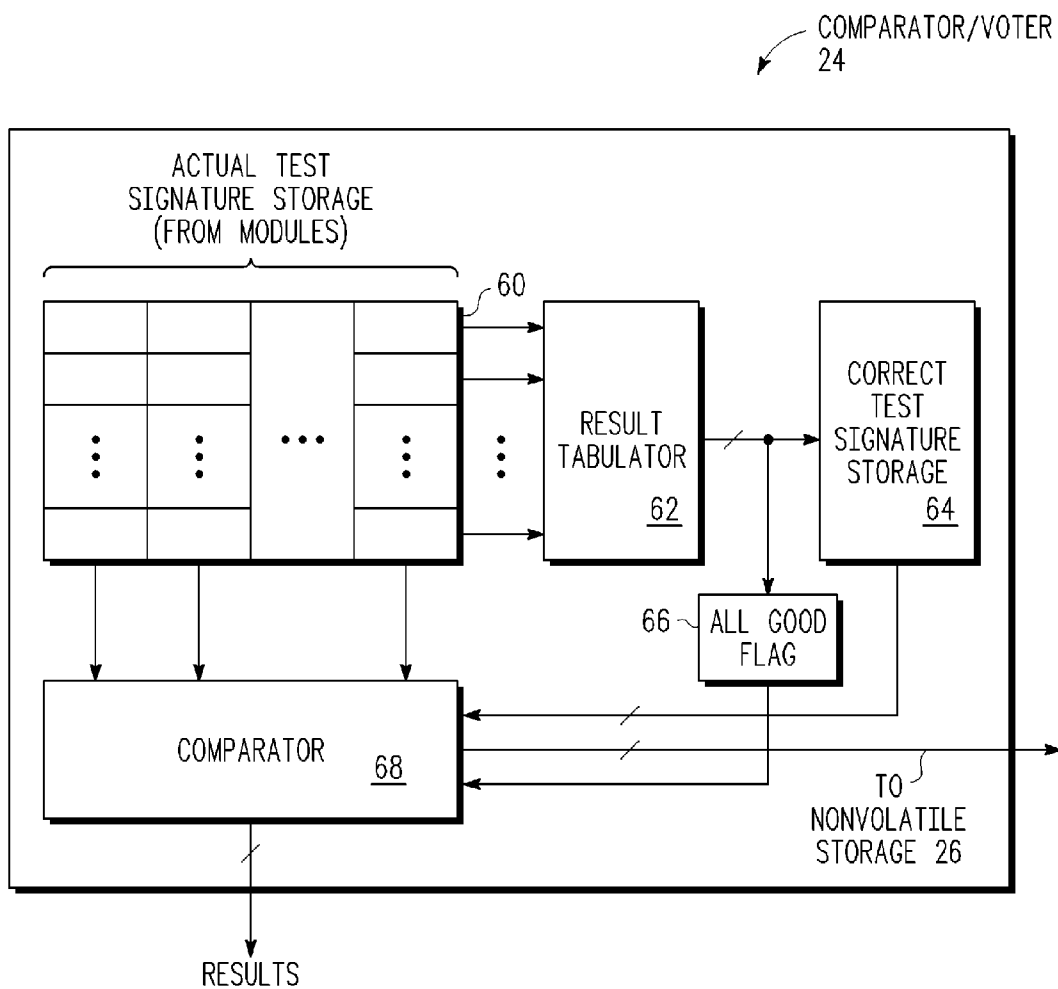 COMPARATOR/VOTER
24
ACTUAL TEST
SIGNATURE STORAGE
(FROM MODULES)
60
RESULT
TABULATOR
62
CORRECT
TEST
SIGNATURE
STORAGE
64
66
ALL GOOD
FLAG
COMPARATOR
68
TO
NONVOLATILE
STORAGE 26
RESULTS